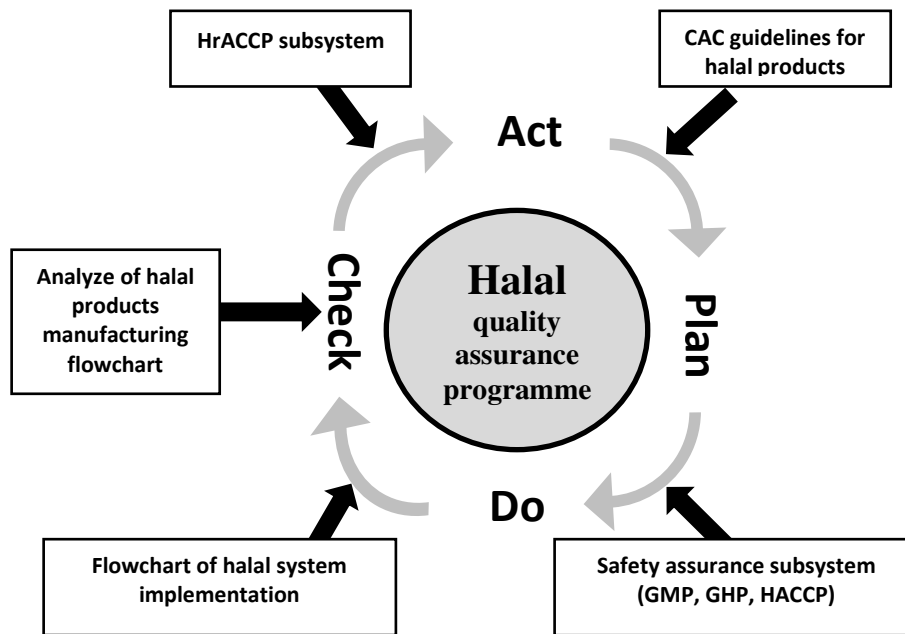 HrACCP subsystem
CAC guidelines for
halal products
Act
Analyze of halal
products
manufacturing
flowchart
Check
Halal
quality
assurance
programme
Plan
Do
Flowchart of halal system
implementation
Safety assurance subsystem
(GMP, GHP, HACCP)